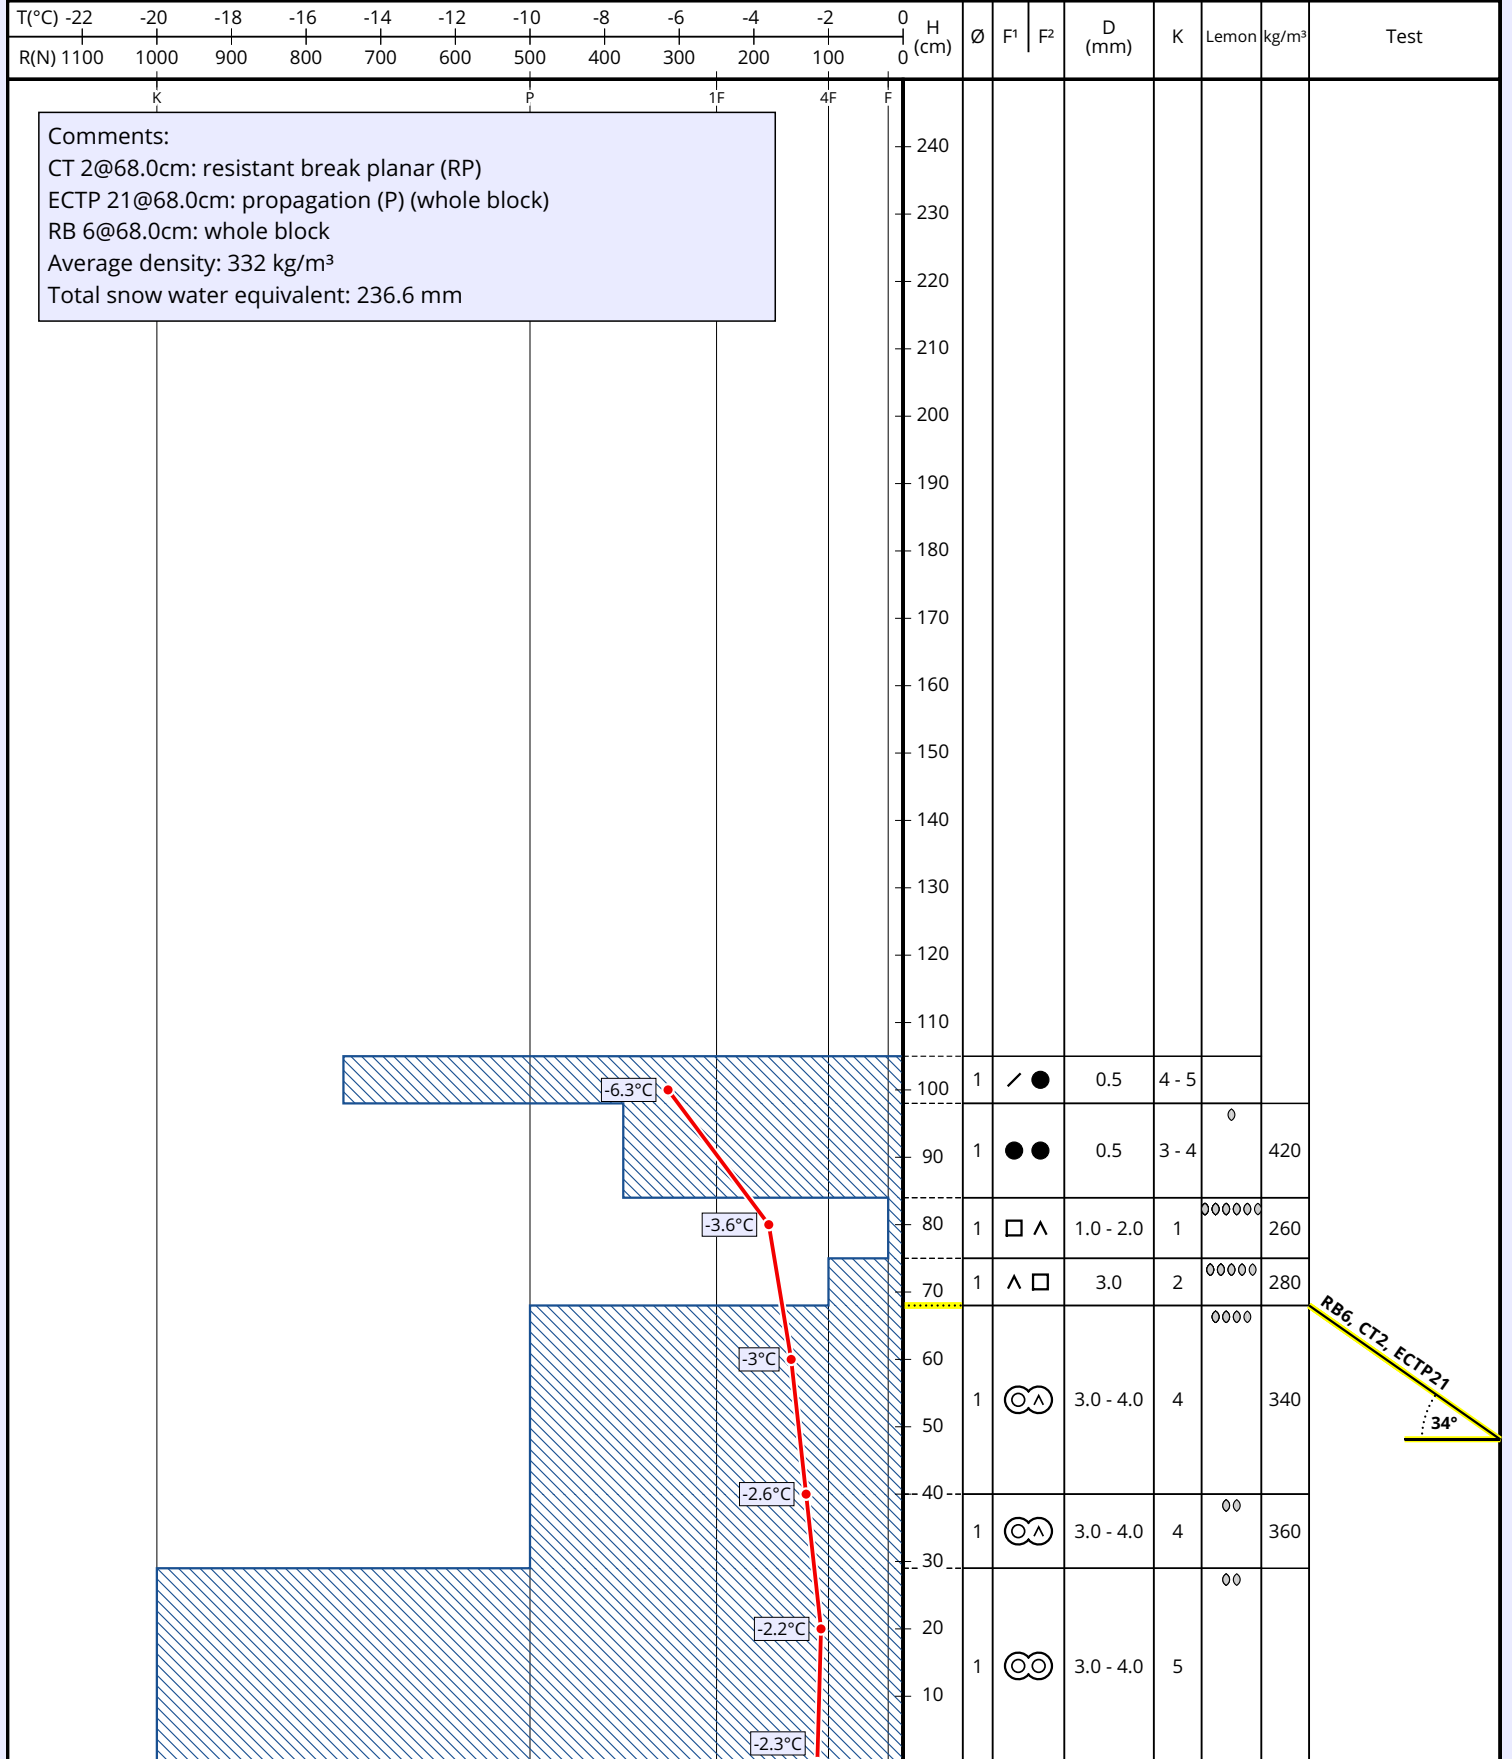 T(°C) -22 -20 -18 -16 -14 -12 -10 -8 -6 -4 -2 0
R(N) 1100 1000 900 800 700 600 500 400 300 200 100 0
H (cm) Ø F¹ F² D (mm) K Lemon kg/m³ Test
K P 1F 4F F
Comments:
CT 2@68.0cm: resistant break planar (RP)
ECTP 21@68.0cm: propagation (P) (whole block)
RB 6@68.0cm: whole block
Average density: 332 kg/m³
Total snow water equivalent: 236.6 mm
240
230
220
210
200
190
180
170
160
150
140
130
120
110
1 0.5 4 - 5
-6.3°C 100
90 1 0.5 3 - 4 420
-3.6°C 80 1 1.0 - 2.0 1 260
70 1 3.0 2 280
RB6, CT2, ECTP21
34°
-3°C 60
1 3.0 - 4.0 4 340
50
-2.6°C 40
1 3.0 - 4.0 4 360
30
-2.2°C 20
1 3.0 - 4.0 5
10
-2.3°C